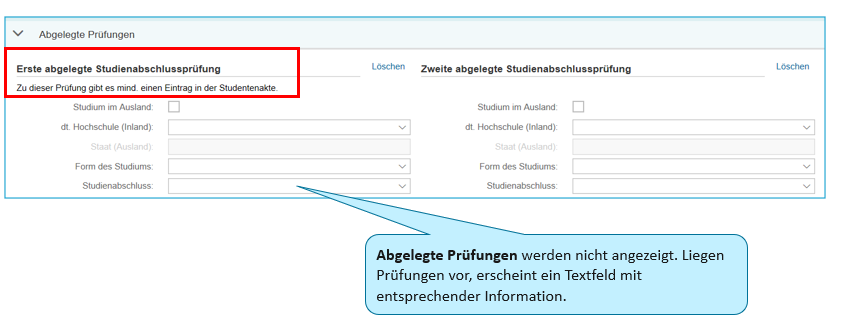 Abgelegte Prüfungen
Erste abgelegte Studienabschlussprüfung
Löschen
Zu dieser Prüfung gibt es mind. einen Eintrag in der Studentenakte.
Studium im Ausland:
dt. Hochschule (Inland):
Staat (Ausland):
Form des Studiums:
Studienabschluss:
Zweite abgelegte Studienabschlussprüfung
Löschen
Studium im Ausland:
dt. Hochschule (Inland):
Staat (Ausland):
Form des Studiums:
Studienabschluss:
Abgelegte Prüfungen werden nicht angezeigt. Liegen
Prüfungen vor, erscheint ein Textfeld mit
entsprechender Information.